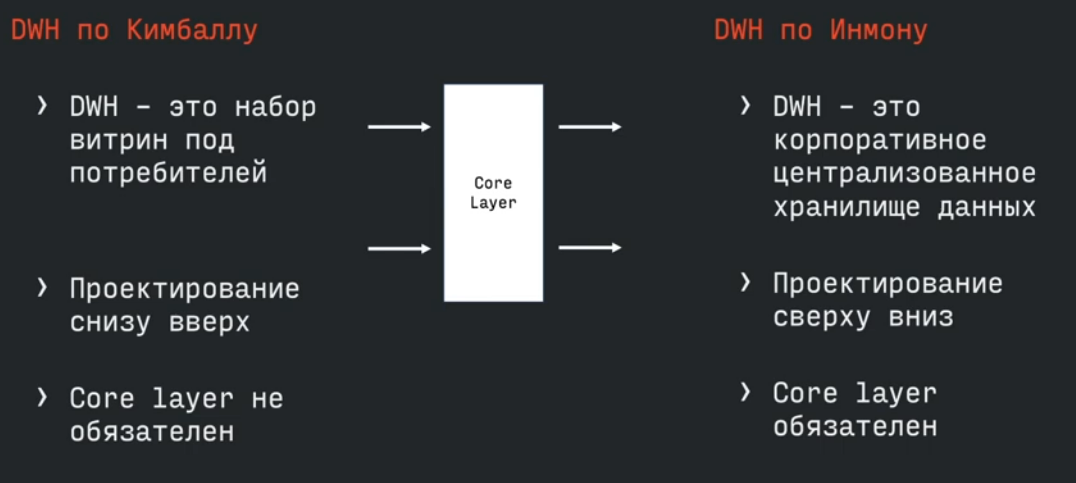 DWH по Кимбаллу
› DWH – это набор
витрин под
потребителей
› Проектирование
снизу вверх
› Core layer не
обязателен
Core
Layer
DWH по Инмону
› DWH – это
корпоративное
централизованное
хранилище данных
› Проектирование
сверху вниз
› Core layer
обязателен